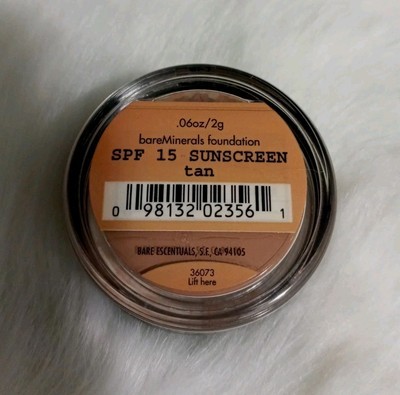 .06oz/2g
bareMinerals foundation
SPF 15 SUNSCREEN
tan
0 98132 02356 1
BARE ESCENTUALS, S.F., CA 94105
36073
Lift here